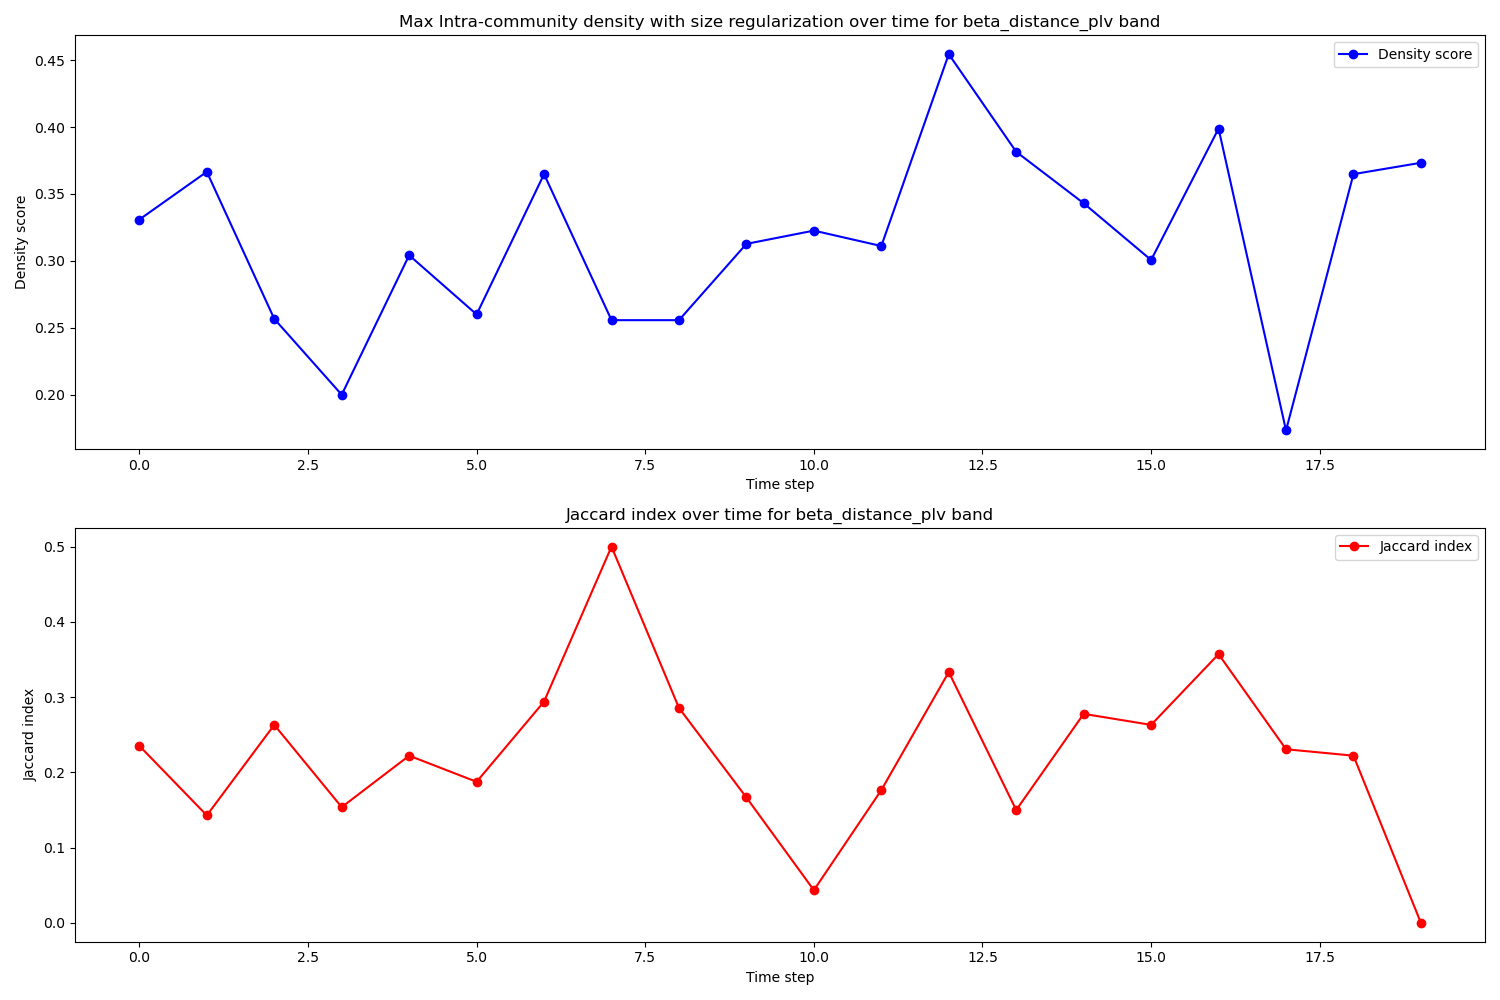 Max Intra-community density with size regularization over time for beta_distance_plv band
Density score
0.45
0.40
0.35
0.30
0.25
0.20
Density score
0.0 2.5 5.0 7.5 10.0 12.5 15.0 17.5
Time step
Jaccard index over time for beta_distance_plv band
Jaccard index
0.5
0.4
0.3
0.2
0.1
0.0
Jaccard index
0.0 2.5 5.0 7.5 10.0 12.5 15.0 17.5
Time step